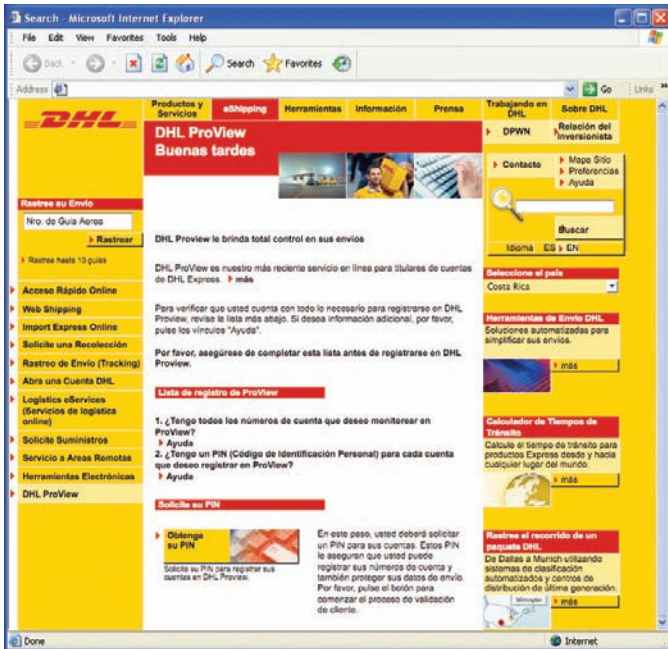 Search - Microsoft Internet Explorer
File Edit View Favorites Tools Help
Back Search Favorites
Address Go Links
DHL
Productos y Servicios
eShipping
Herramientas
Información
Prensa
Trabajando en DHL
Sobre DHL
DHL ProView
Buenas tardes
DPWN
Relación del Inversionista
Contacto
Mapa Sitio
Preferencias
Ayuda
Buscar
Idioma ES EN
Rastree su Envío
Nro. de Guía Aerea
Rastrear
Rastree hasta 10 guías
Acceso Rápido Online
Web Shipping
Import Express Online
Solicite una Recolección
Rastreo de Envío (Tracking)
Abra una Cuenta DHL
Logistics eServices
(Servicios de logística
online)
Solicite Suministros
Servicio a Areas Remotas
Herramientas Electrónicas
DHL ProView
DHL Proview le brinda total control en sus envíos
DHL ProView es nuestro más reciente servicio en línea para titulares de cuentas
de DHL Express. más
Para verificar que usted cuenta con todo lo necesario para registrarse en DHL
Proview, revise la lista más abajo. Si desea información adicional, por favor,
pulse los vínculos "Ayuda".
Por favor, asegúrese de completar esta lista antes de registrarse en DHL
Proview.
Lista de registro de ProView
1. ¿Tengo todos los números de cuenta que deseo monitorear en
ProView?
Ayuda
2. ¿Tengo un PIN (Código de Identificación Personal) para cada cuenta
que deseo registrar en ProView?
Ayuda
Solicite su PIN
Obtenga
su PIN
Solicite su PIN para registrar sus
cuentas en DHL Proview.
En este paso, usted deberá solicitar
un PIN para sus cuentas. Estos PIN
le aseguran que usted puede
registrar sus números de cuenta y
también proteger sus datos de envío.
Por favor, pulse el botón para
comenzar el proceso de validación
de cliente.
Seleccione el país
Costa Rica
Herramientas de Envío DHL
Soluciones automatizadas para
simplificar sus envíos.
más
Calculador de Tiempos de
Tránsito
Calcule el tiempo de tránsito para
productos Express desde y hacia
cualquier lugar del mundo.
más
Rastree el recorrido de un
paquete DHL
De Dallas a Munich utilizando
sistemas de clasificación
automatizados y centros de
distribución de última generación.
más
Done
Internet